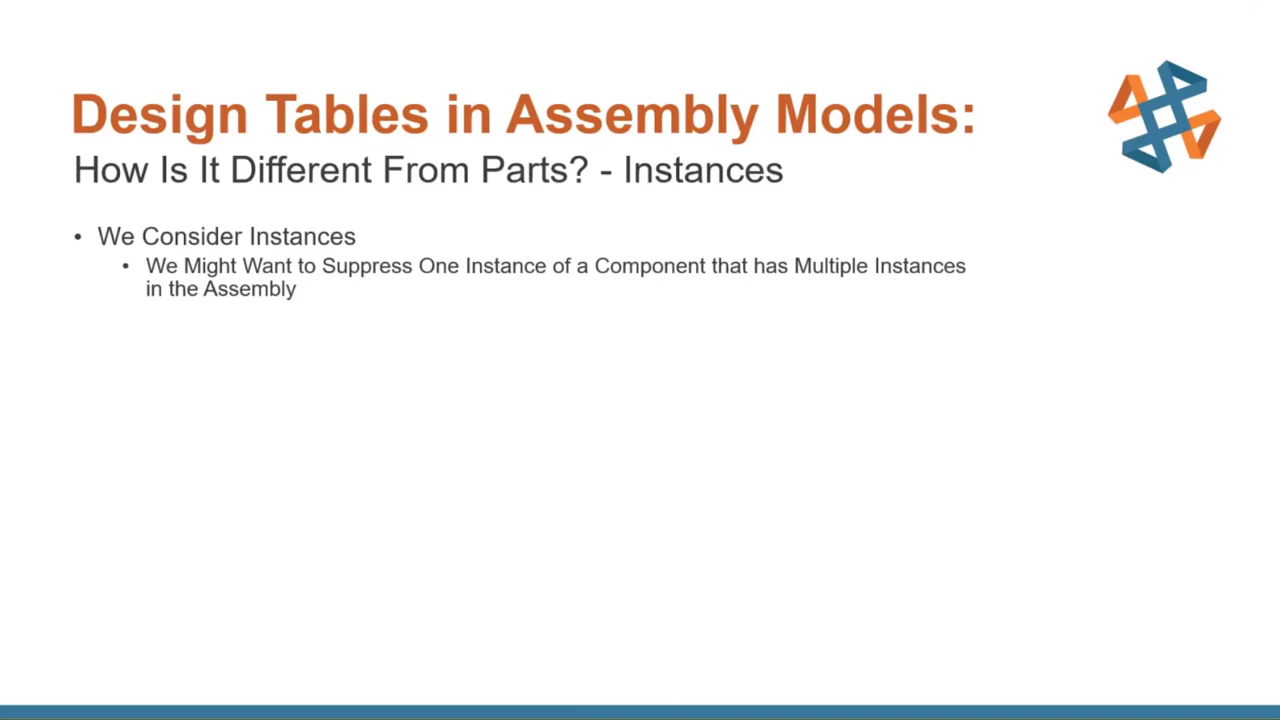 Design Tables in Assembly Models:
How Is It Different From Parts? - Instances
• We Consider Instances
• We Might Want to Suppress One Instance of a Component that has Multiple Instances
in the Assembly